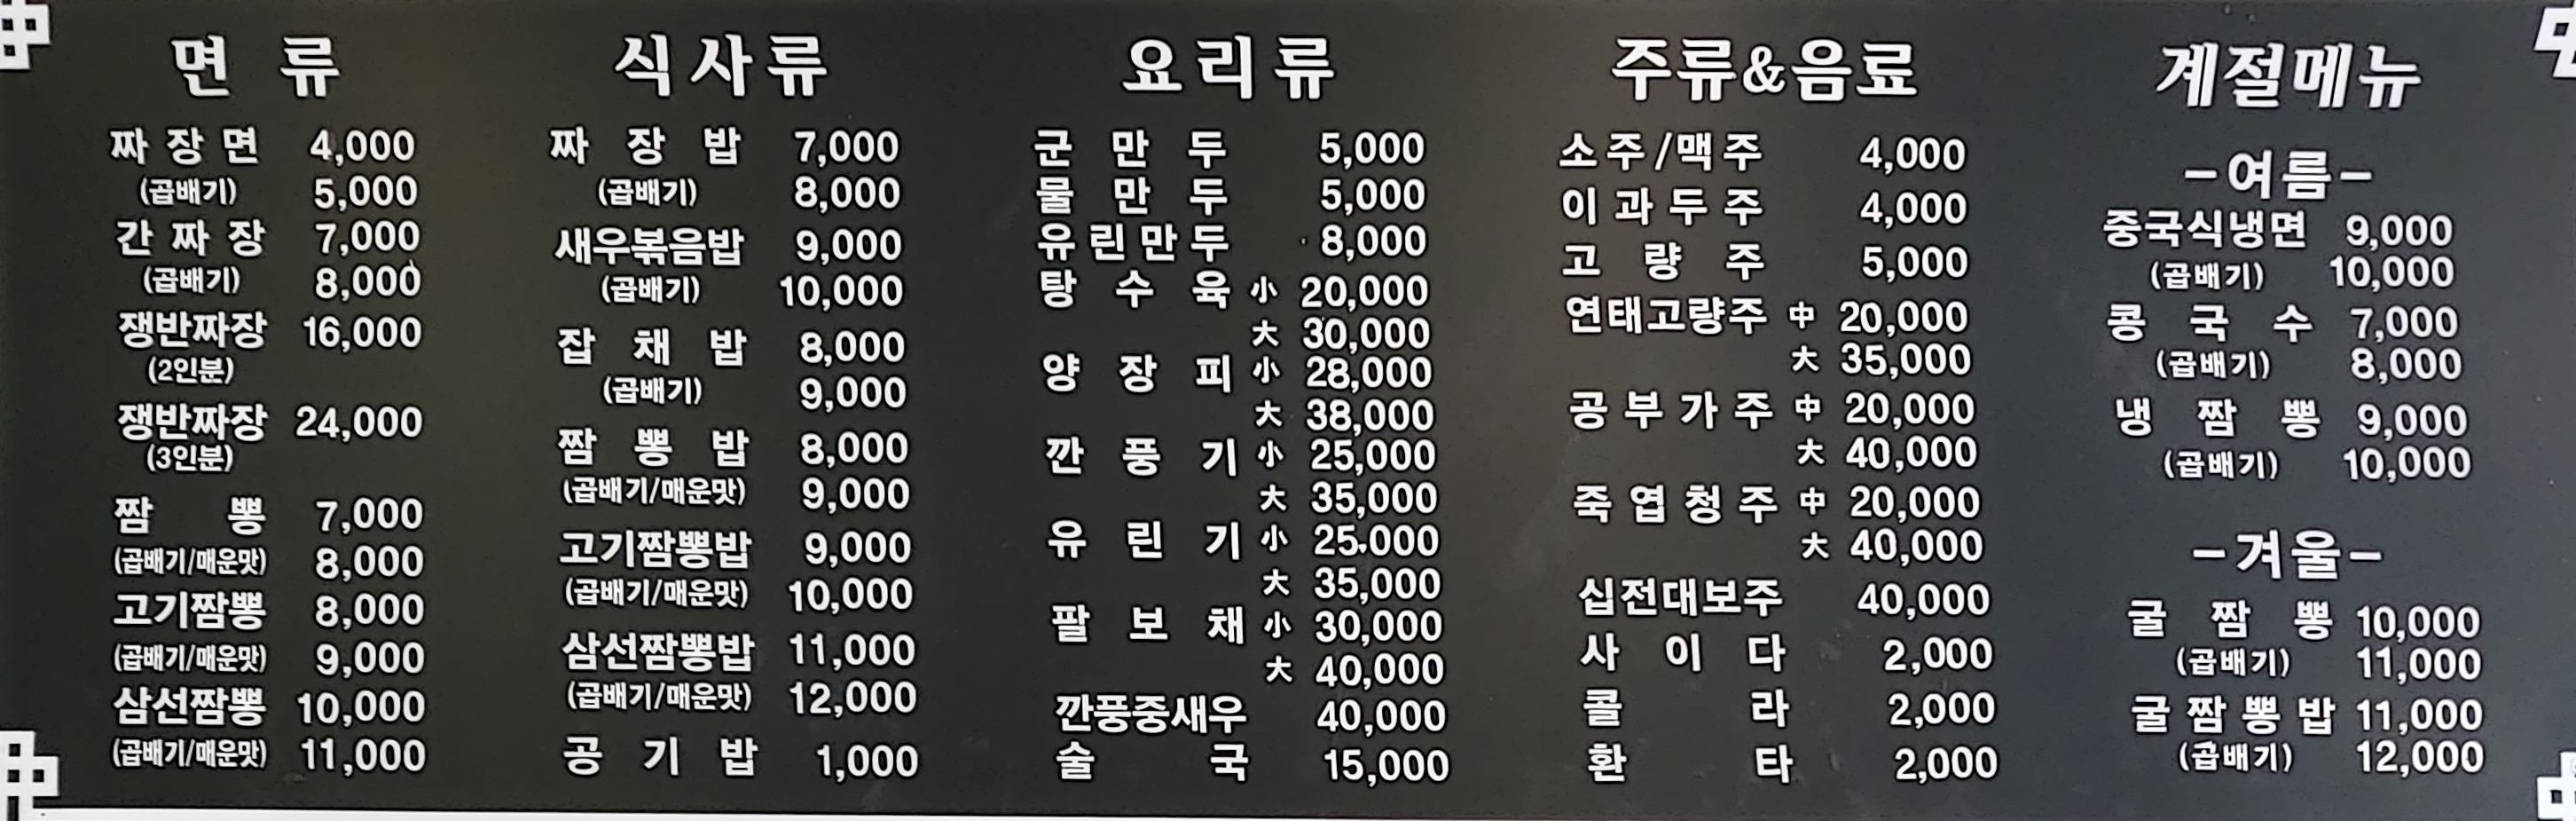 면 류
짜장면 4,000
(곱배기) 5,000
간짜장 7,000
(곱배기) 8,000
쟁반짜장 16,000
(2인분)
쟁반짜장 24,000
(3인분)
짬뽕 7,000
(곱배기/매운맛) 8,000
고기짬뽕 8,000
(곱배기/매운맛) 9,000
삼선짬뽕 10,000
(곱배기/매운맛) 11,000
식사류
짜장밥 7,000
(곱배기) 8,000
새우볶음밥 9,000
(곱배기) 10,000
잡채밥 8,000
(곱배기) 9,000
짬뽕밥 8,000
(곱배기/매운맛) 9,000
고기짬뽕밥 9,000
(곱배기/매운맛) 10,000
삼선짬뽕밥 11,000
(곱배기/매운맛) 12,000
공기밥 1,000
요리류
군만두 5,000
물만두 5,000
유린만두 8,000
탕수육 小 20,000
大 30,000
양장피 小 28,000
大 38,000
깐풍기 小 25,000
大 35,000
유린기 小 25,000
大 35,000
팔보채 小 30,000
大 40,000
깐풍중새우 40,000
술국 15,000
주류&음료
소주/맥주 4,000
이과두주 4,000
고량주 5,000
연태고량주 中 20,000
大 35,000
공부가주 中 20,000
大 40,000
죽엽청주 中 20,000
大 40,000
십전대보주 40,000
사이다 2,000
콜라 2,000
환타 2,000
계절메뉴
-여름-
중국식냉면 9,000
(곱배기) 10,000
콩국수 7,000
(곱배기) 8,000
냉짬뽕 9,000
(곱배기) 10,000
-겨울-
굴짬뽕 10,000
(곱배기) 11,000
굴짬뽕밥 11,000
(곱배기) 12,000